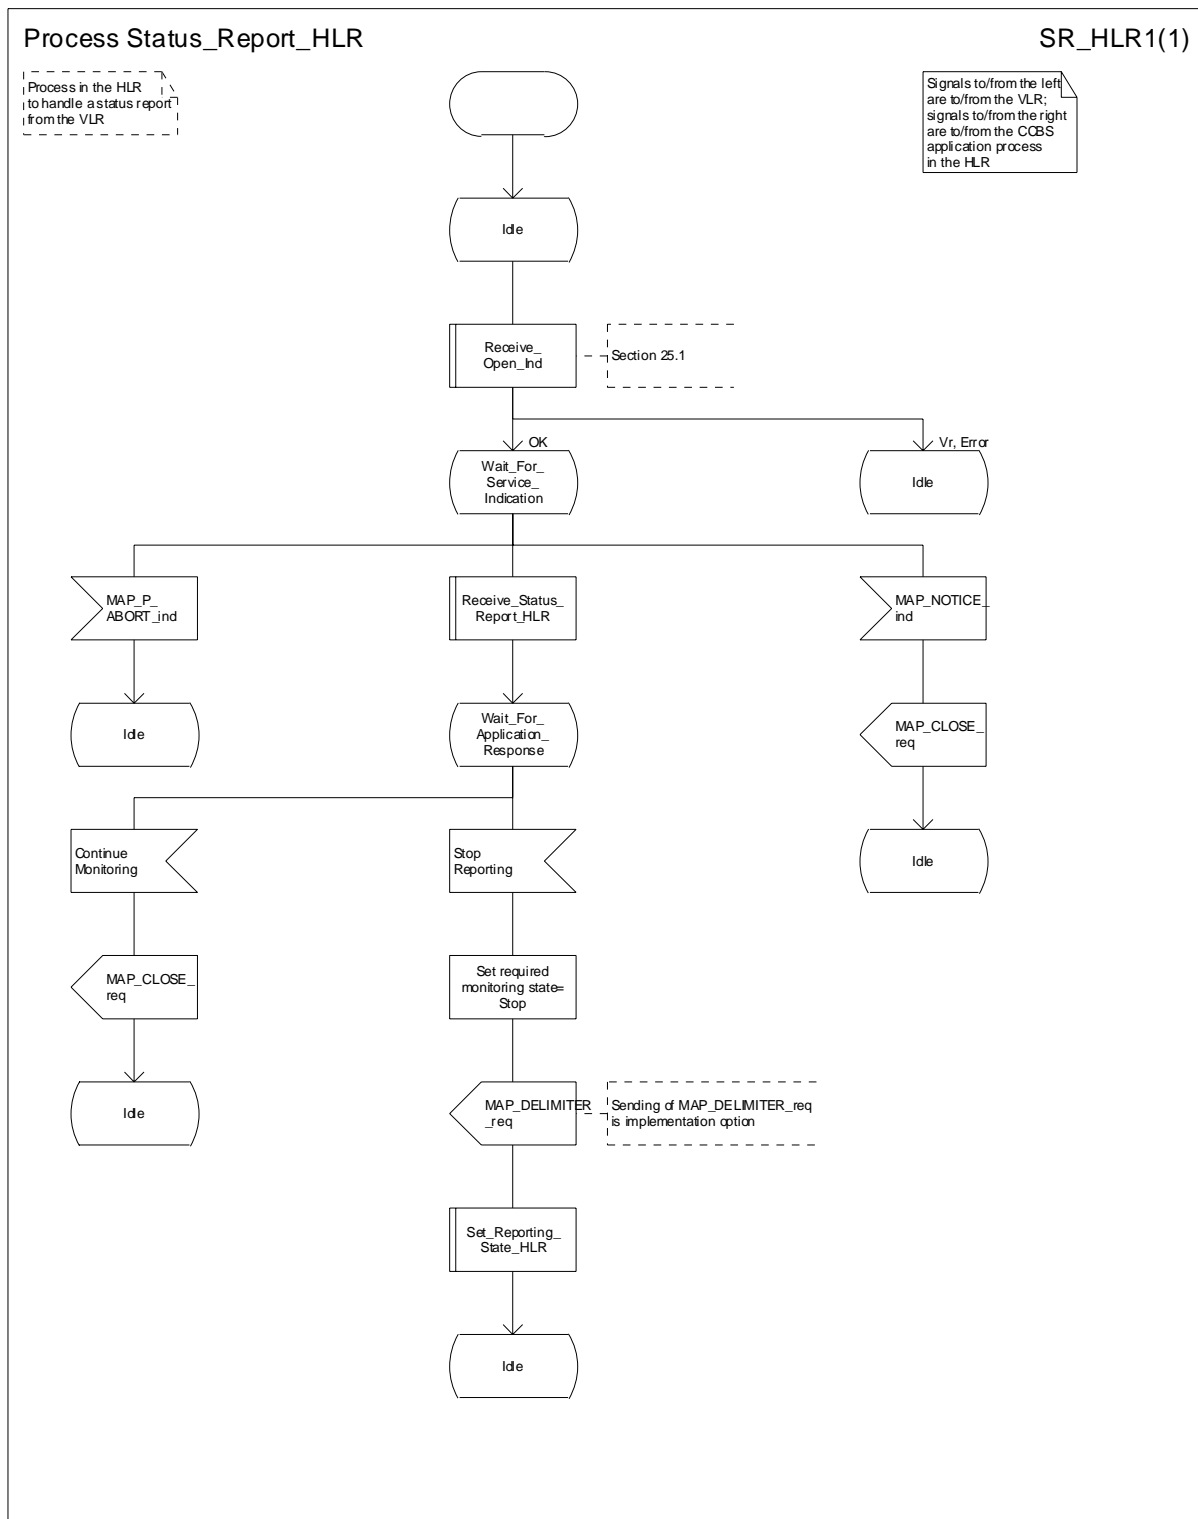 Process Status_Report_HLR
SR_HLR1(1)
Process in the HLR
to handle a status report
from the VLR
Signals to/from the left
are to/from the VLR;
signals to/from the right
are to/from the CCBS
application process
in the HLR
Idle
Receive_
Open_Ind
Section 25.1
OK
Vr, Error
Wait_For_
Service_
Indication
Idle
MAP_P_
ABORT_ind
Receive_Status_
Report_HLR
MAP_NOTICE_
ind
Idle
Wait_For_
Application_
Response
MAP_CLOSE_
req
Continue
Monitoring
Stop
Reporting
Idle
MAP_CLOSE_
req
Set required
monitoring state=
Stop
Idle
MAP_DELIMITER
_req
Sending of MAP_DELIMITER_req
is implementation option
Set_Reporting_
State_HLR
Idle